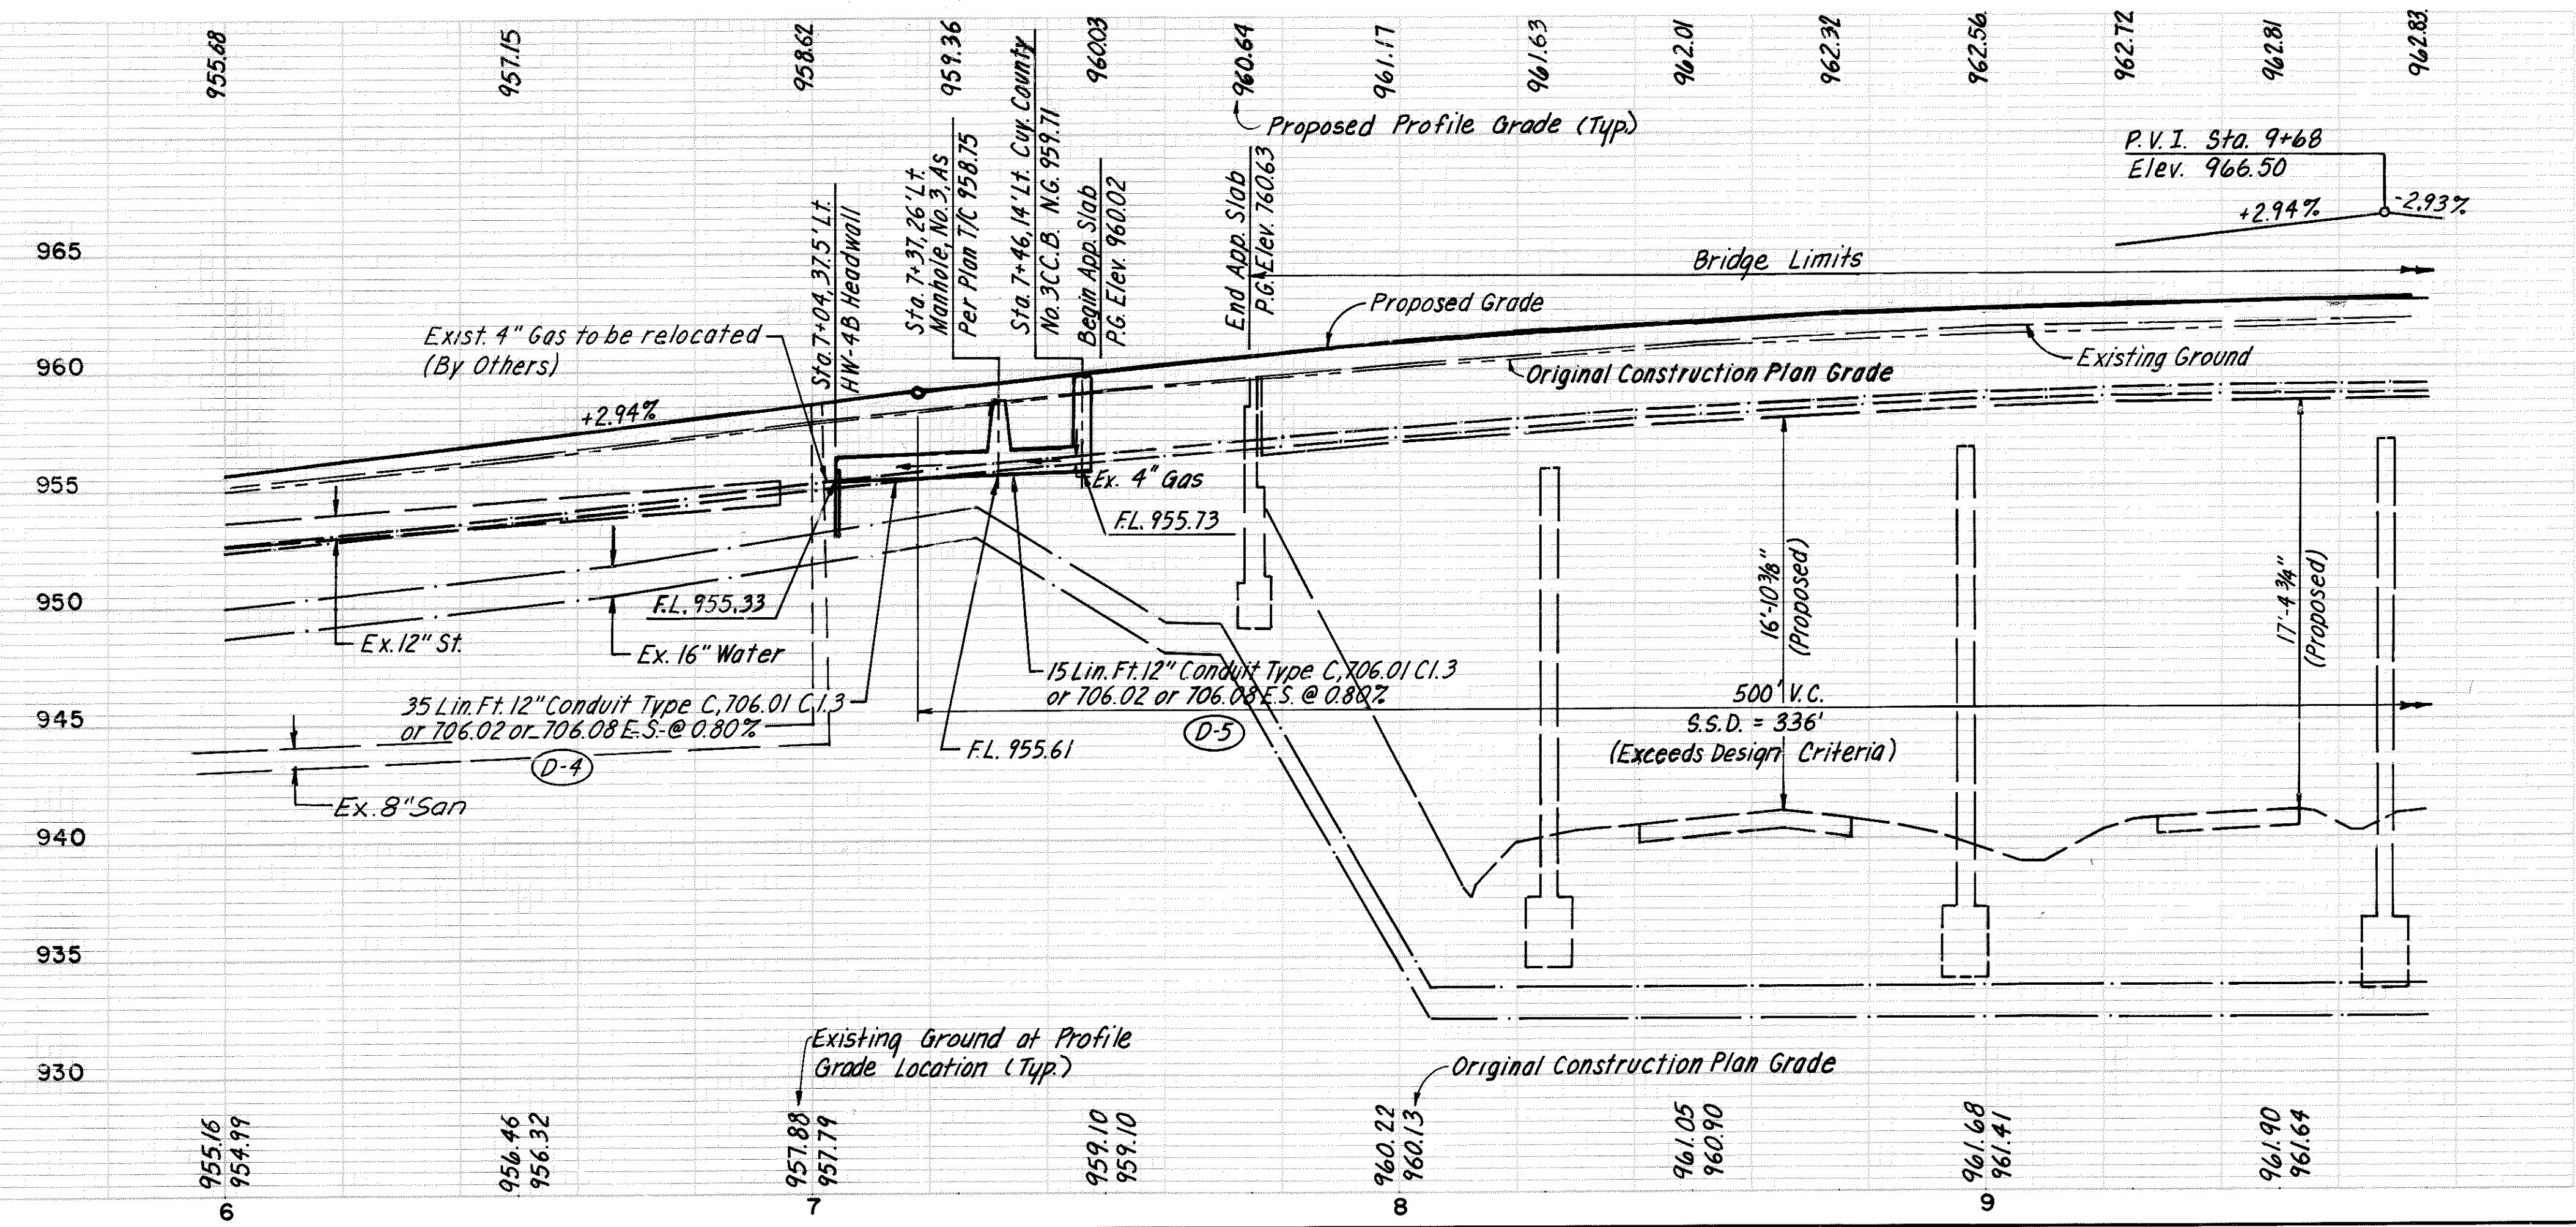 955.68
957.15
958.62
959.36
960.03
960.64
961.17
961.63
962.01
962.32
962.56
962.72
962.81
962.83
Proposed Profile Grade (Typ.)
P.V.I. Sta. 9+68
Elev. 966.50
+2.94%
-2.93%
Sta. 7+04, 37.5' Lt.
HW-4B Headwall
Sta. 7+37, 26' Lt.
Manhole, No. 3, As
Per Plan T/C 958.75
Sta. 7+46, 14' Lt. Cuy. County
No. 3C C.B. N.G. 959.71
Begin App. Slab
P.G. Elev. 960.02
End App. Slab
P.G. Elev. 760.63
965
960
955
950
945
940
935
930
Bridge Limits
Proposed Grade
Exist. 4" Gas to be relocated
(By Others)
Existing Ground
Original Construction Plan Grade
+2.94%
Ex. 4" Gas
F.L. 955.73
F.L. 955.33
Ex. 12" St.
Ex. 16" Water
16'-10 3/8"
(Proposed)
17'-4 3/4"
(Proposed)
15 Lin. Ft. 12" Conduit Type C, 706.01 Cl. 3
or 706.02 or 706.08 E.S. @ 0.80%
D-5
35 Lin. Ft. 12" Conduit Type C, 706.01 Cl. 3
or 706.02 or 706.08 E.S. @ 0.80%
D-4
F.L. 955.61
500' V.C.
S.S.D. = 336'
(Exceeds Design Criteria)
Ex. 8" San
Existing Ground at Profile
Grade Location (Typ.)
Original Construction Plan Grade
955.16
954.99
956.46
956.32
957.88
957.79
959.10
959.10
960.22
960.13
961.05
960.90
961.68
961.41
961.90
961.64
6
7
8
9